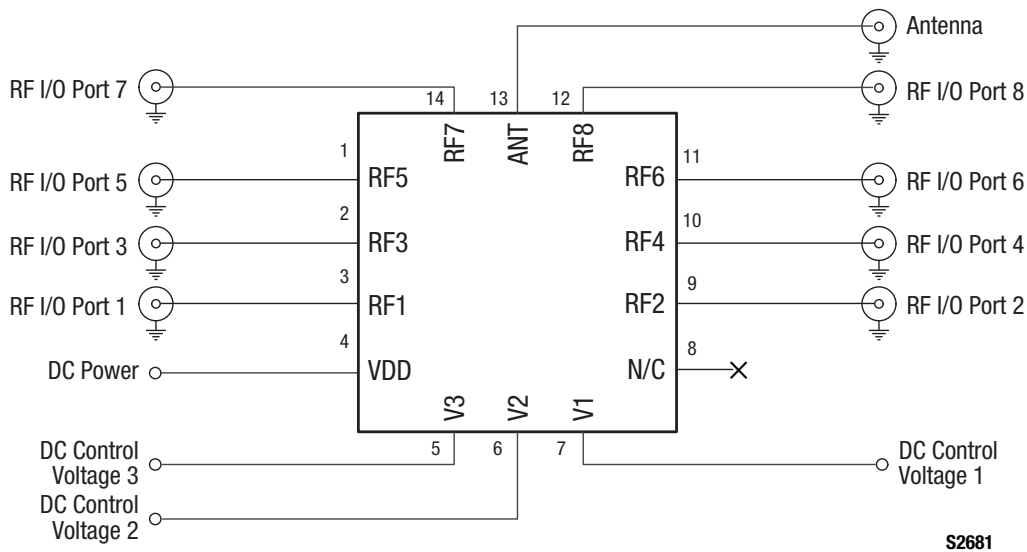 Antenna
RF I/O Port 7
RF I/O Port 8
14
13
12
RF7
ANT
RF8
1
11
RF I/O Port 5
RF5
RF6
RF I/O Port 6
2
10
RF I/O Port 3
RF3
RF4
RF I/O Port 4
3
9
RF I/O Port 1
RF1
RF2
RF I/O Port 2
4
8
DC Power
VDD
N/C
V3
V2
V1
5
6
7
DC Control
Voltage 3
DC Control
Voltage 1
DC Control
Voltage 2
S2681